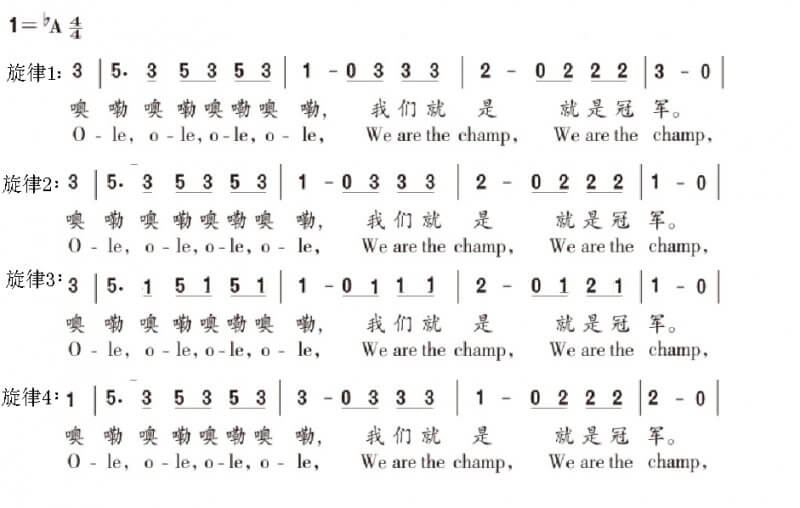 1=♭A 4/4
旋律1: 3 | 5· 3 5 3 5 3 | 1 - 0 3 3 3 | 2 - 0 2 2 2 | 3 - 0 |
噢 嘞 噢 嘞 噢 嘞 噢 嘞, 我 们 就 是 就 是 冠 军。
O - le, o - le, o-le, o - le, We are the champ, We are the champ,
旋律2: 3 | 5· 3 5 3 5 3 | 1 - 0 3 3 3 | 2 - 0 2 2 2 | 1 - 0 |
噢 嘞 噢 嘞 噢 嘞 噢 嘞, 我 们 就 是 就 是 冠 军。
O - le, o - le, o-le, o - le, We are the champ, We are the champ,
旋律3: 3 | 5· 1 5 1 5 1 | 1 - 0 1 1 1 | 2 - 0 1 2 1 | 1 - 0 |
噢 嘞 噢 嘞 噢 嘞 噢 嘞, 我 们 就 是 就 是 冠 军。
O - le, o - le, o-le, o - le, We are the champ, We are the champ,
旋律4: 1 | 5· 3 5 3 5 3 | 3 - 0 3 3 3 | 1 - 0 2 2 2 | 2 - 0 |
噢 嘞 噢 嘞 噢 嘞 噢 嘞, 我 们 就 是 就 是 冠 军。
O - le, o - le, o-le, o - le, We are the champ, We are the champ,